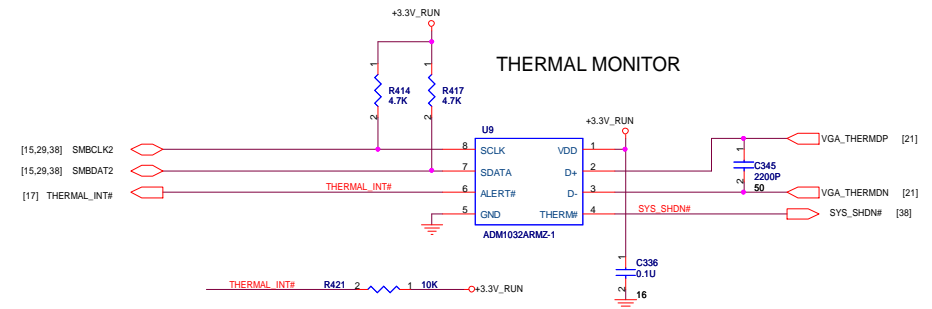 +3.3V_RUN
THERMAL MONITOR
1 1
R414 R417
4.7K 4.7K
2 2
U9
+3.3V_RUN
[15,29,38] SMBCLK2 8 SCLK VDD 1 VGA_THERMDP [21]
[15,29,38] SMBDAT2 7 SDATA D+ 2 1 C345
2200P
[17] THERMAL_INT# THERMAL_INT# 6 ALERT# D- 3 2 50 VGA_THERMDN [21]
5 GND THERM# 4 SYS_SHDN# SYS_SHDN# [38]
ADM1032ARMZ-1
1 C336
0.1U
2 16
THERMAL_INT# R421 2 1 10K +3.3V_RUN